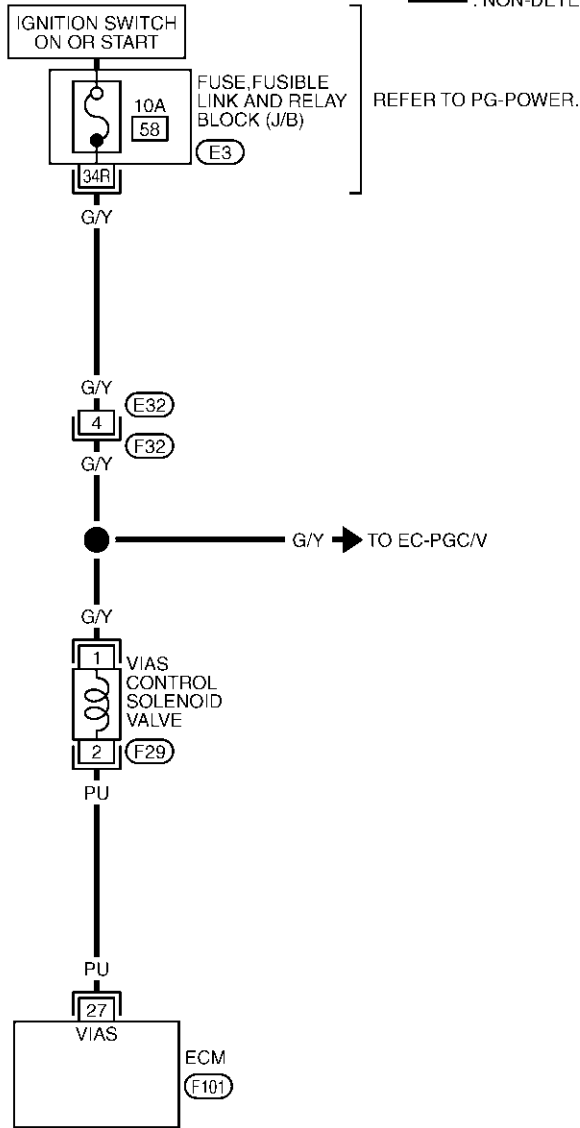 : NON-DETE
IGNITION SWITCH
ON OR START
FUSE,FUSIBLE
LINK AND RELAY
BLOCK (J/B)
REFER TO PG-POWER.
10A
58
E3
34R
G/Y
G/Y
E32
4
F32
G/Y
G/Y
TO EC-PGC/V
G/Y
1
VIAS
CONTROL
SOLENOID
VALVE
2
F29
PU
PU
27
VIAS
ECM
F101